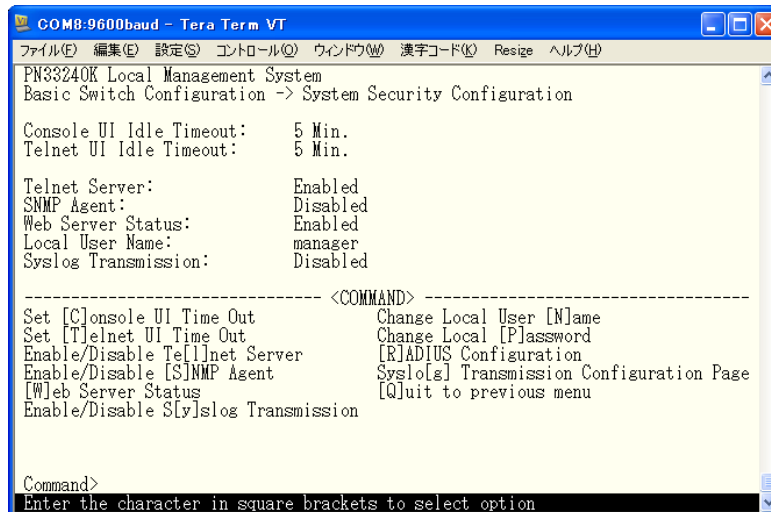 COM8:9600baud - Tera Term VT
ファイル(F) 編集(E) 設定(S) コントロール(O) ウィンドウ(W) 漢字コード(K) Resize ヘルプ(H)
PN33240K Local Management System
Basic Switch Configuration -> System Security Configuration
Console UI Idle Timeout: 5 Min.
Telnet UI Idle Timeout: 5 Min.
Telnet Server: Enabled
SNMP Agent: Disabled
Web Server Status: Enabled
Local User Name: manager
Syslog Transmission: Disabled
-------------------------------- <COMMAND> -----------------------------------
Set [C]onsole UI Time Out Change Local User [N]ame
Set [T]elnet UI Time Out Change Local [P]assword
Enable/Disable Te[l]net Server [R]ADIUS Configuration
Enable/Disable [S]NMP Agent Syslo[g] Transmission Configuration Page
[W]eb Server Status [Q]uit to previous menu
Enable/Disable S[y]slog Transmission
Command>
Enter the character in square brackets to select option